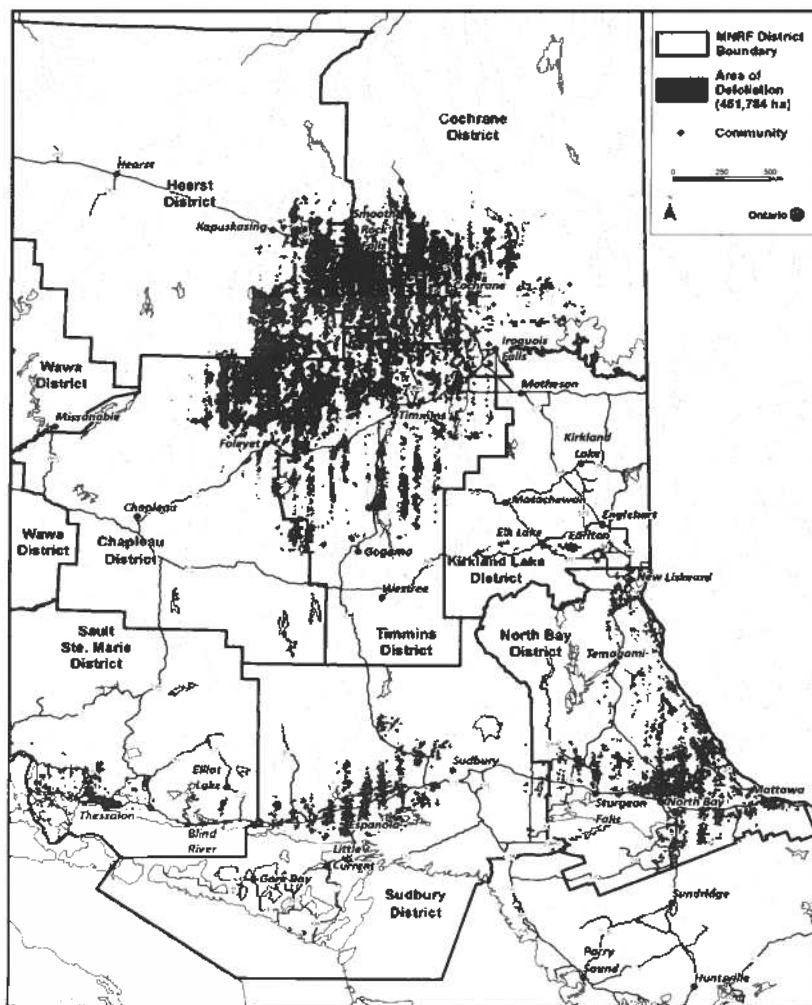 MNRF District
Boundary
Area of
Defoliation
(451,784 ha)
Community
0 250 500
Ontario
Cochrane
District
Hearst
Hearst
District
Kapuskasing
Smooth
Rock
Falls
Cochrane
Iroquois
Falls
Wawa
District
Matheson
Missanabie
Timmins
Foleyet
Kirkland
Lake
Matachewan
Chapleau
Englehart
Wawa
District
Chapleau
District
Elk Lake
Earlton
Gogama
Kirkland Lake
District
New Liskeard
Westree
Sault
Ste. Marie
District
Timmins
District
North Bay
District
Temagami
Elliot
Lake
Sudbury
Mattawa
Thessalon
Sturgeon
Falls
North Bay
Blind
River
Espanola
Little
Current
Gore Bay
Sudbury
District
Sundridge
Parry
Sound
Huntsville